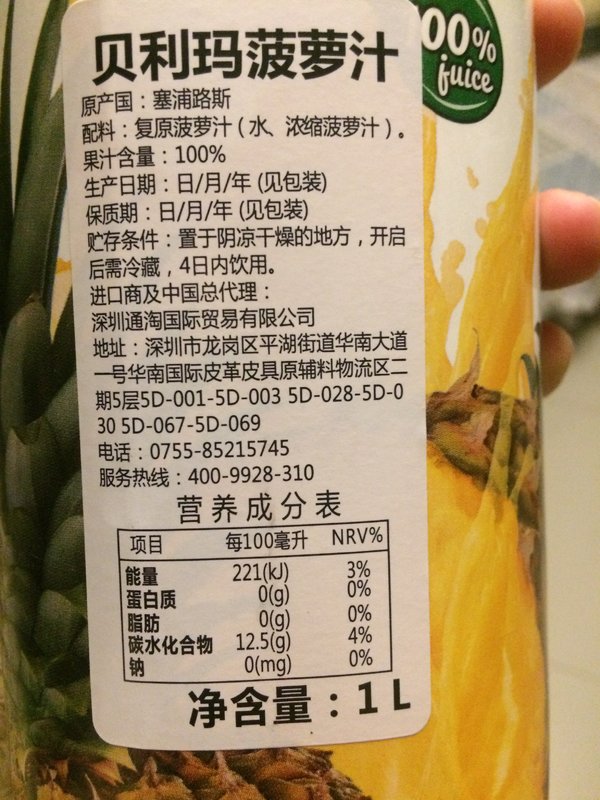 贝利玛菠萝汁
00%
juice
原产国：塞浦路斯
配料：复原菠萝汁（水、浓缩菠萝汁）。
果汁含量：100%
生产日期：日/月/年 (见包装)
保质期：日/月/年 (见包装)
贮存条件：置于阴凉干燥的地方，开启
后需冷藏，4日内饮用。
进口商及中国总代理：
深圳通淘国际贸易有限公司
地址：深圳市龙岗区平湖街道华南大道
一号华南国际皮革皮具原辅料物流区二
期5层5D-001-5D-003 5D-028-5D-0
30 5D-067-5D-069
电话：0755-85215745
服务热线：400-9928-310
营养成分表
项目 每100毫升 NRV%
能量 221(kJ) 3%
蛋白质 0(g) 0%
脂肪 0(g) 0%
碳水化合物 12.5(g) 4%
钠 0(mg) 0%
净含量：1L